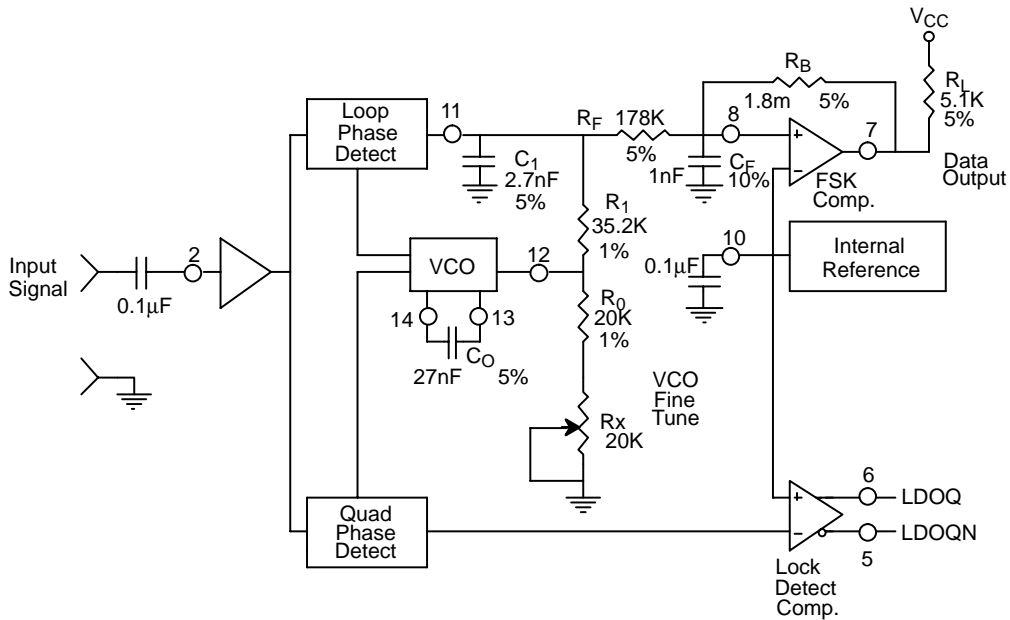 VCC
RB
1.8m 5%
RL
5.1K
5%
Loop
Phase
Detect
11
RF 178K
5%
8
+
−
7
C1
2.7nF
5%
1nF
CF
10%
FSK
Comp.
Data
Output
R1
35.2K
1%
10
Internal
Reference
0.1µF
Input
Signal
2
0.1µF
VCO
12
14
13
CO
27nF 5%
R0
20K
1%
VCO
Fine
Tune
Rx
20K
Quad
Phase
Detect
+
−
6
LDOQ
LDOQN
5
Lock
Detect
Comp.